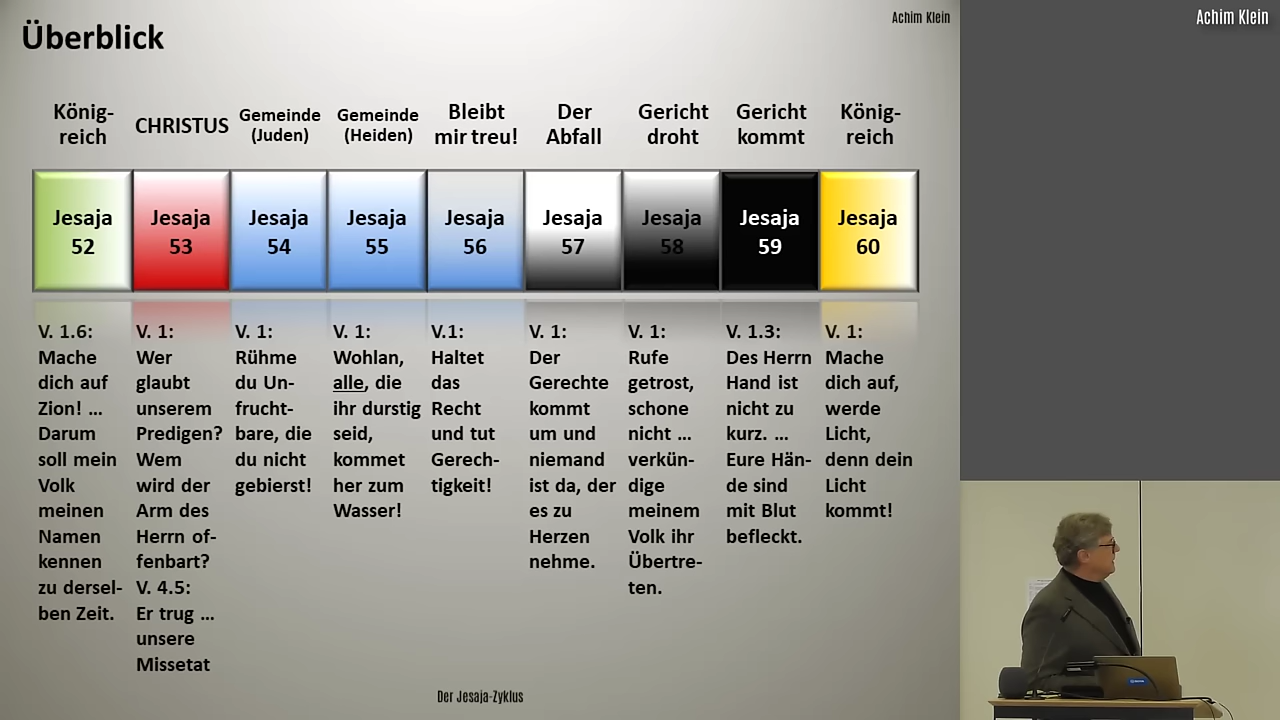 Achim Klein
Achim Klein
Überblick
König-
reich
CHRISTUS
Gemeinde
(Juden)
Gemeinde
(Heiden)
Bleibt
mir treu!
Der
Abfall
Gericht
droht
Gericht
kommt
König-
reich
Jesaja
52
Jesaja
53
Jesaja
54
Jesaja
55
Jesaja
56
Jesaja
57
Jesaja
58
Jesaja
59
Jesaja
60
V. 1.6:
Mache
dich auf
Zion! ...
Darum
soll mein
Volk
meinen
Namen
kennen
zu dersel-
ben Zeit.
V. 1:
Wer
glaubt
unserem
Predigen?
Wem
wird der
Arm des
Herrn of-
fenbart?
V. 4.5:
Er trug ...
unsere
Missetat
V. 1:
Rühme
du Un-
frucht-
bare, die
du nicht
gebierst!
V. 1:
Wohlan,
alle, die
ihr durstig
seid,
kommet
her zum
Wasser!
V.1:
Haltet
das
Recht
und tut
Gerech-
tigkeit!
V. 1:
Der
Gerechte
kommt
um und
niemand
ist da, der
es zu
Herzen
nehme.
V. 1:
Rufe
getrost,
schone
nicht ...
verkün-
dige
meinem
Volk ihr
Übertre-
ten.
V. 1.3:
Des Herrn
Hand ist
nicht zu
kurz. ...
Eure Hän-
de sind
mit Blut
befleckt.
V. 1:
Mache
dich auf,
werde
Licht,
denn dein
Licht
kommt!
Der Jesaja-Zyklus